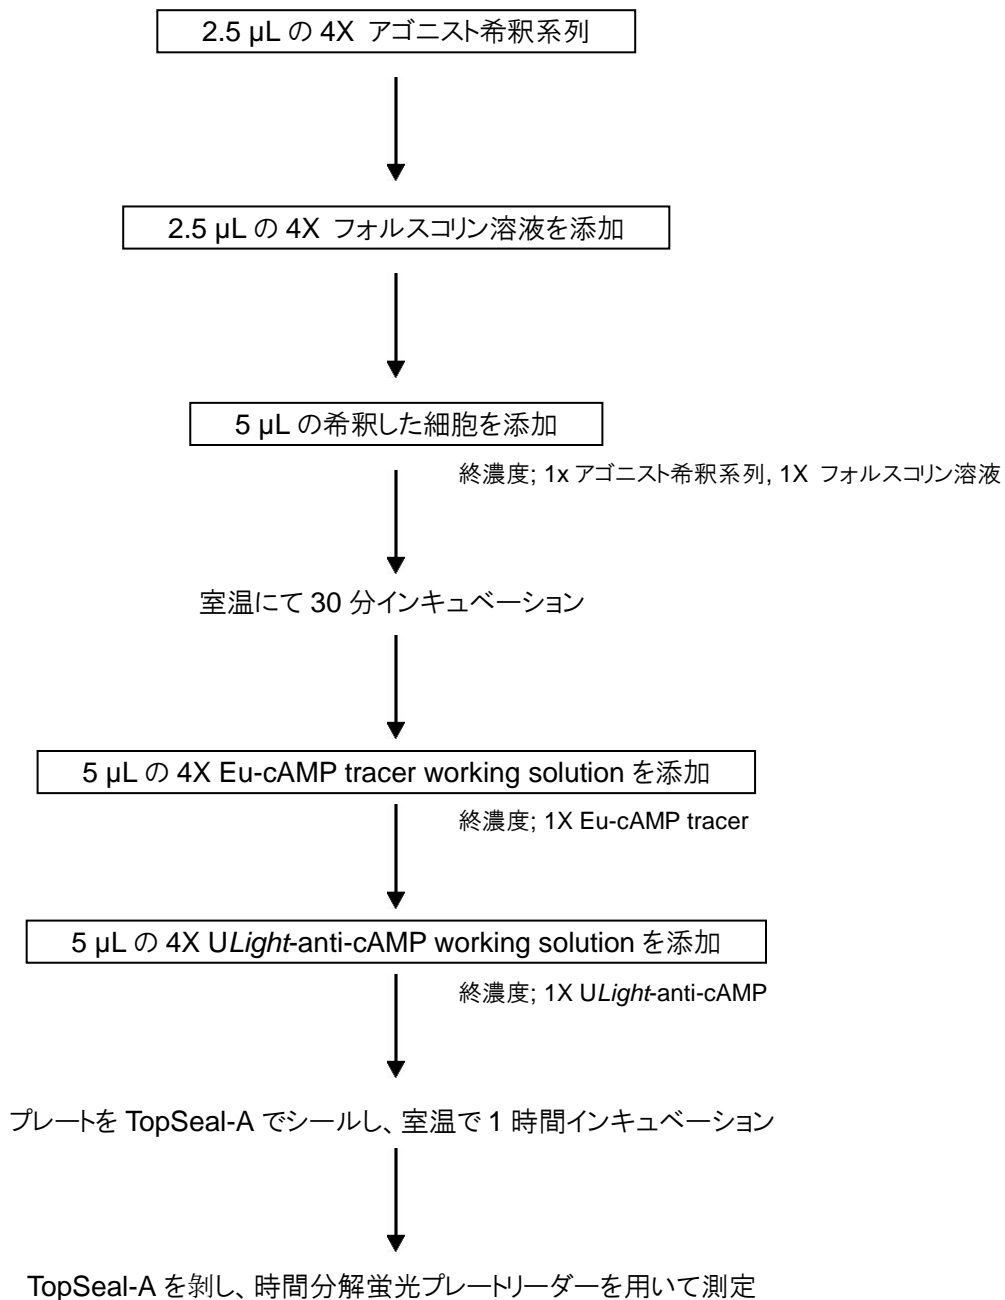 2.5 µL の 4X アゴニスト希釈系列
2.5 µL の 4X フォルスコリン溶液を添加
5 µL の希釈した細胞を添加
終濃度; 1x アゴニスト希釈系列, 1X フォルスコリン溶液
室温にて 30 分インキュベーション
5 µL の 4X Eu-cAMP tracer working solution を添加
終濃度; 1X Eu-cAMP tracer
5 µL の 4X ULight-anti-cAMP working solution を添加
終濃度; 1X ULight-anti-cAMP
プレートを TopSeal-A でシールし、室温で 1 時間インキュベーション
TopSeal-A を剝し、時間分解蛍光プレートリーダーを用いて測定